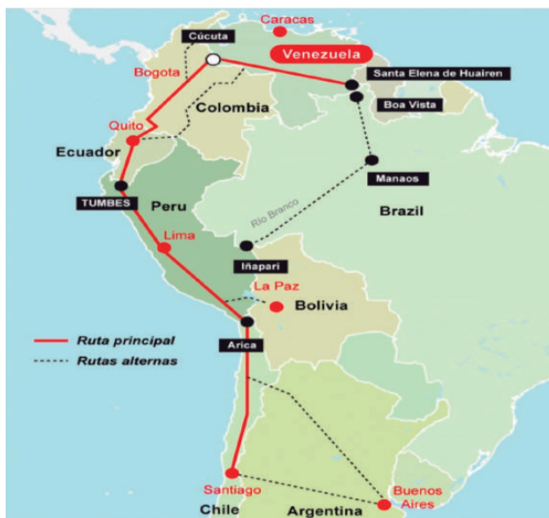 Caracas
Cúcuta
Venezuela
Bogota
Santa Elena de Huairen
Boa Vista
Colombia
Quito
Ecuador
Manaos
TUMBES
Peru
Brazil
Rio Branco
Lima
Iñapari
La Paz
Bolivia
Ruta principal
Arica
Rutas alternas
Santiago
Buenos
Aires
Chile
Argentina